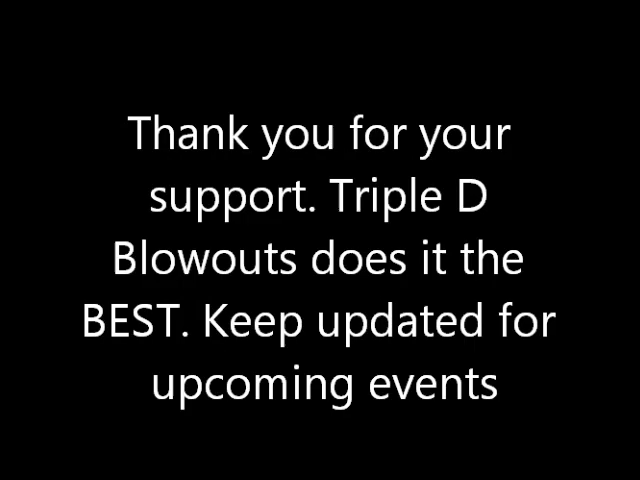 Thank you for your
support. Triple D
Blowouts does it the
BEST. Keep updated for
upcoming events